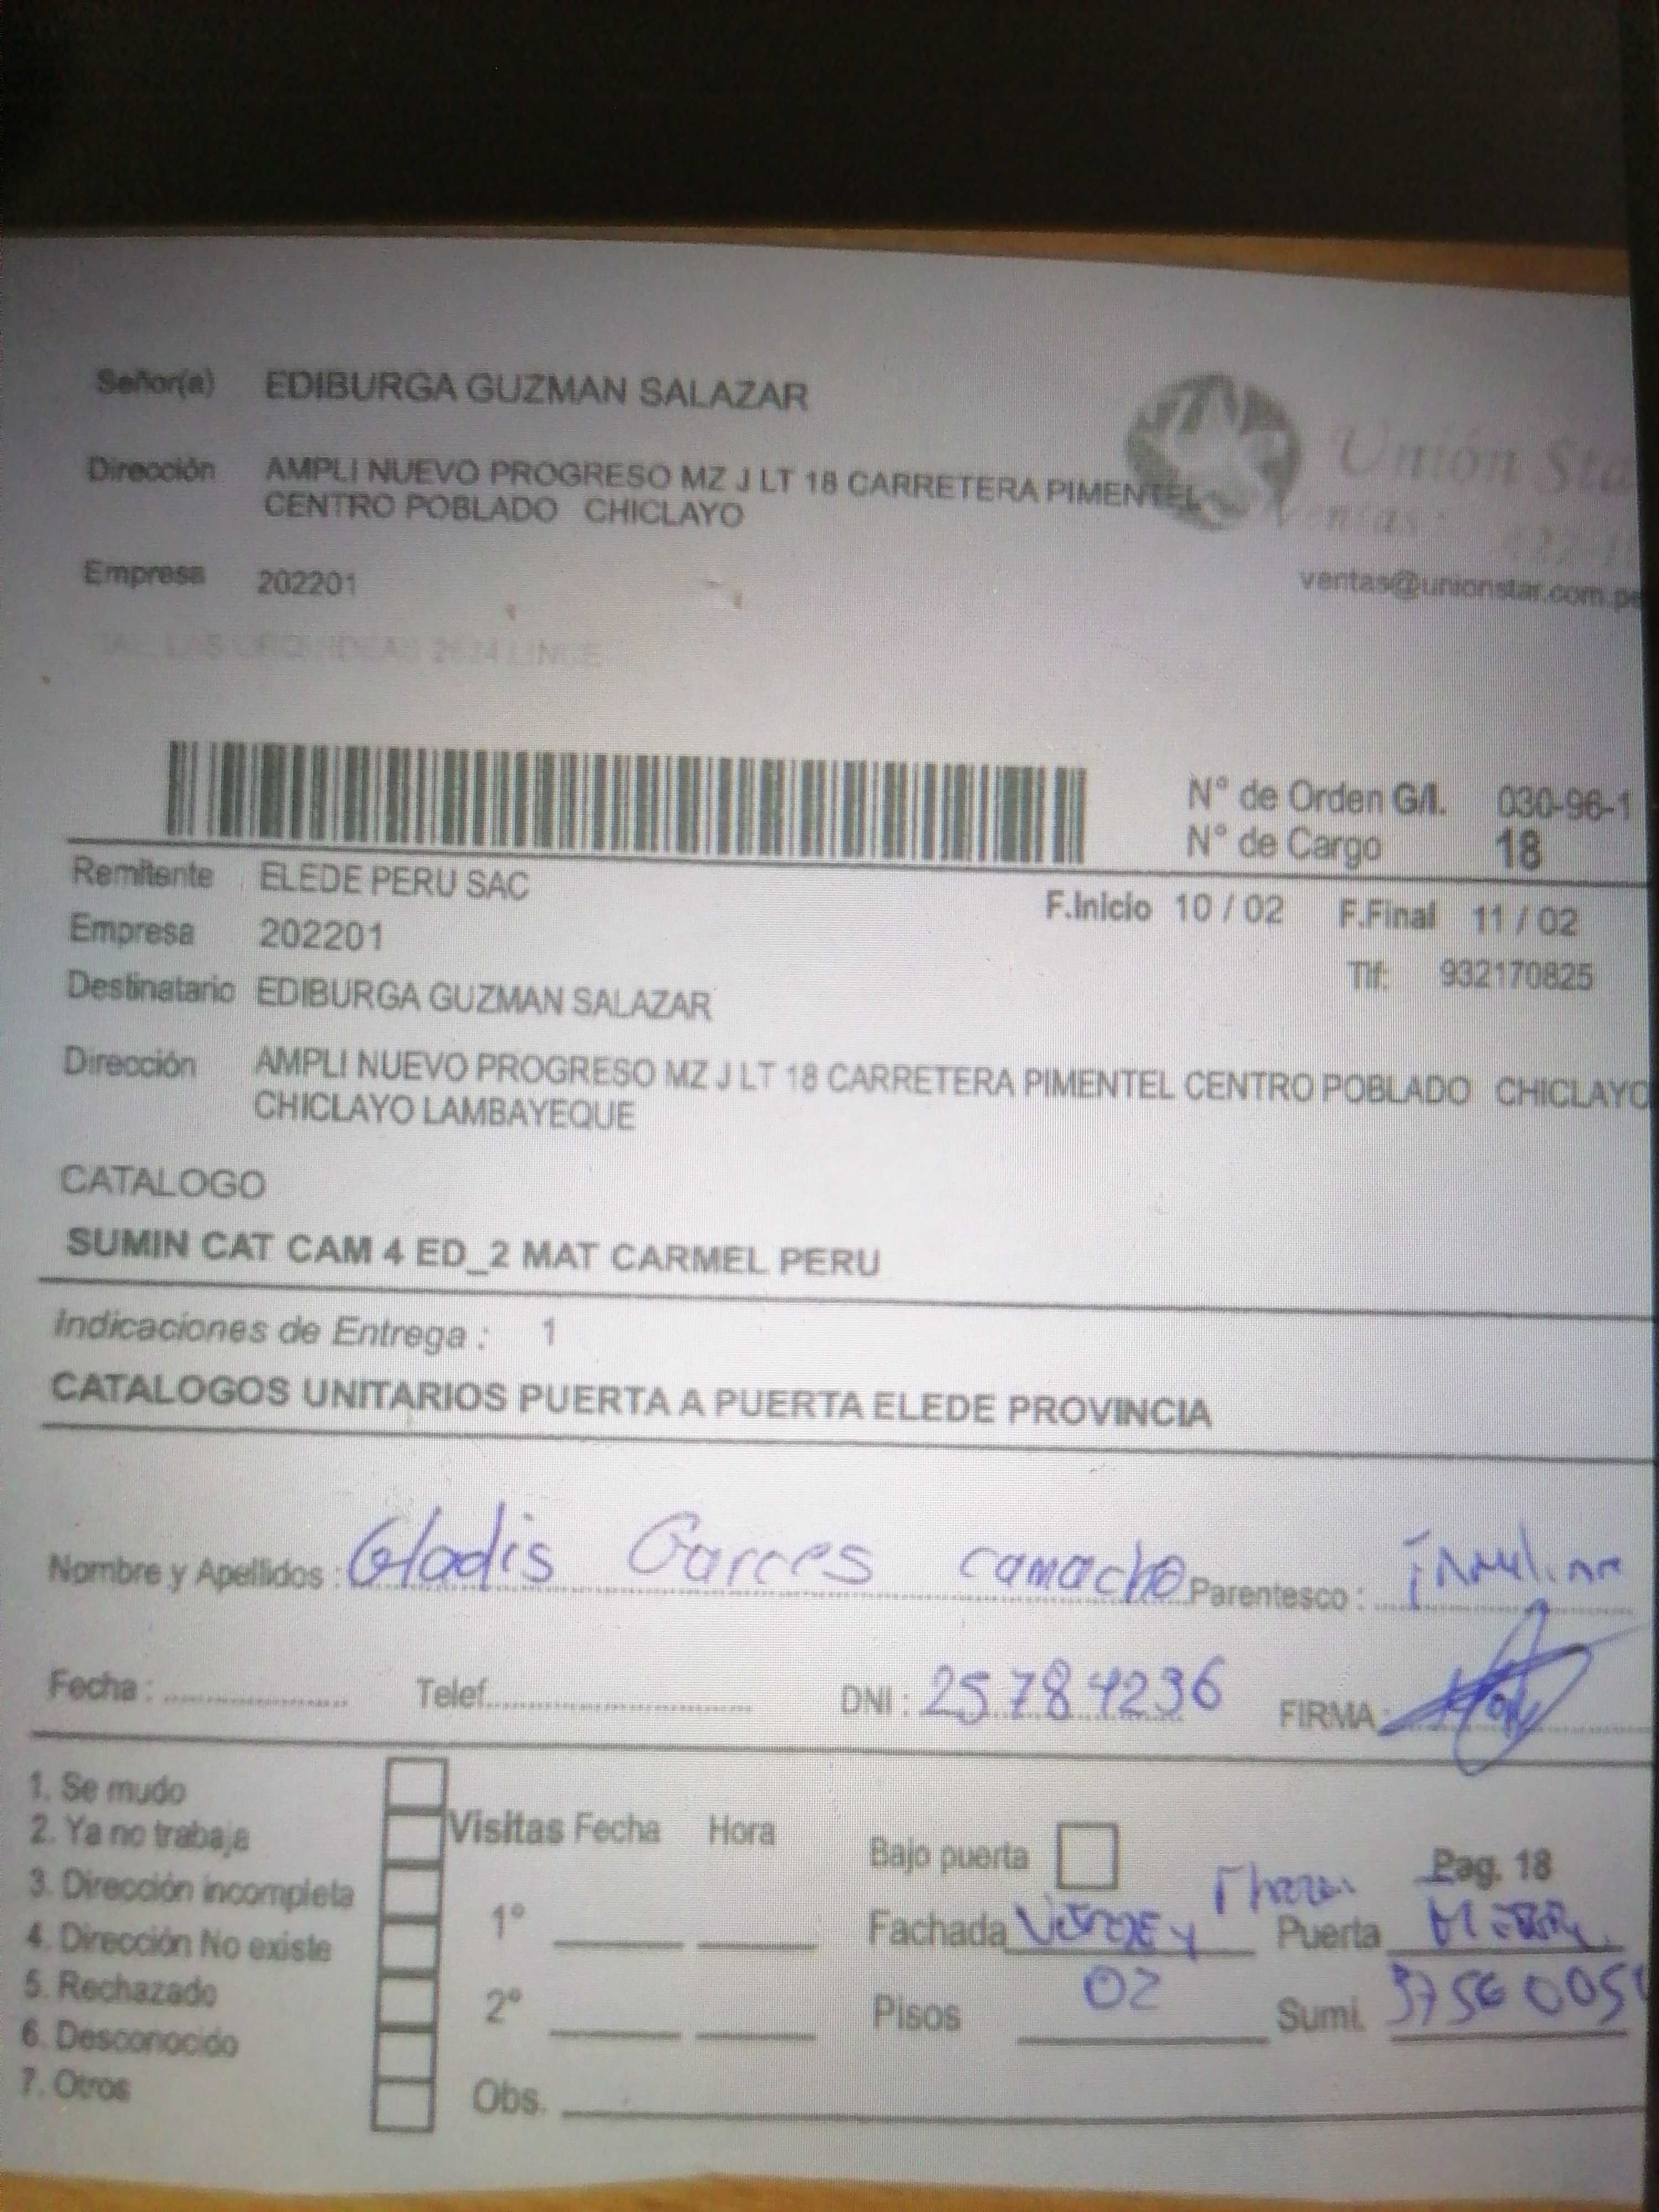 Señor(a) EDIBURGA GUZMAN SALAZAR
Unión Sta
Dirección AMPLI NUEVO PROGRESO MZ J LT 18 CARRETERA PIMENTEL
CENTRO POBLADO CHICLAYO
Ventas:
Empresa 202201
ventas@unionstar.com.pe
2624 LINCE
N° de Orden G/I. 030-96-1
N° de Cargo 18
Remitente ELEDE PERU SAC
F.Inicio 10 / 02 F.Final 11 / 02
Empresa 202201
Tlf: 932170825
Destinatario EDIBURGA GUZMAN SALAZAR
Dirección AMPLI NUEVO PROGRESO MZ J LT 18 CARRETERA PIMENTEL CENTRO POBLADO CHICLAYO
CHICLAYO LAMBAYEQUE
CATALOGO
SUMIN CAT CAM 4 ED_2 MAT CARMEL PERU
Indicaciones de Entrega : 1
CATALOGOS UNITARIOS PUERTA A PUERTA ELEDE PROVINCIA
Nombre y Apellidos : Gladis Garces camacho Parentesco :
Fecha : Telef. DNI : 25784236 FIRMA:
1. Se mudo
2. Ya no trabaja
3. Dirección incompleta
4. Dirección No existe
5. Rechazado
6. Desconocido
7. Otros
Visitas Fecha Hora
1°
2°
Obs.
Bajo puerta Pag. 18
Fachada Puerta
Pisos 02 Sumi.